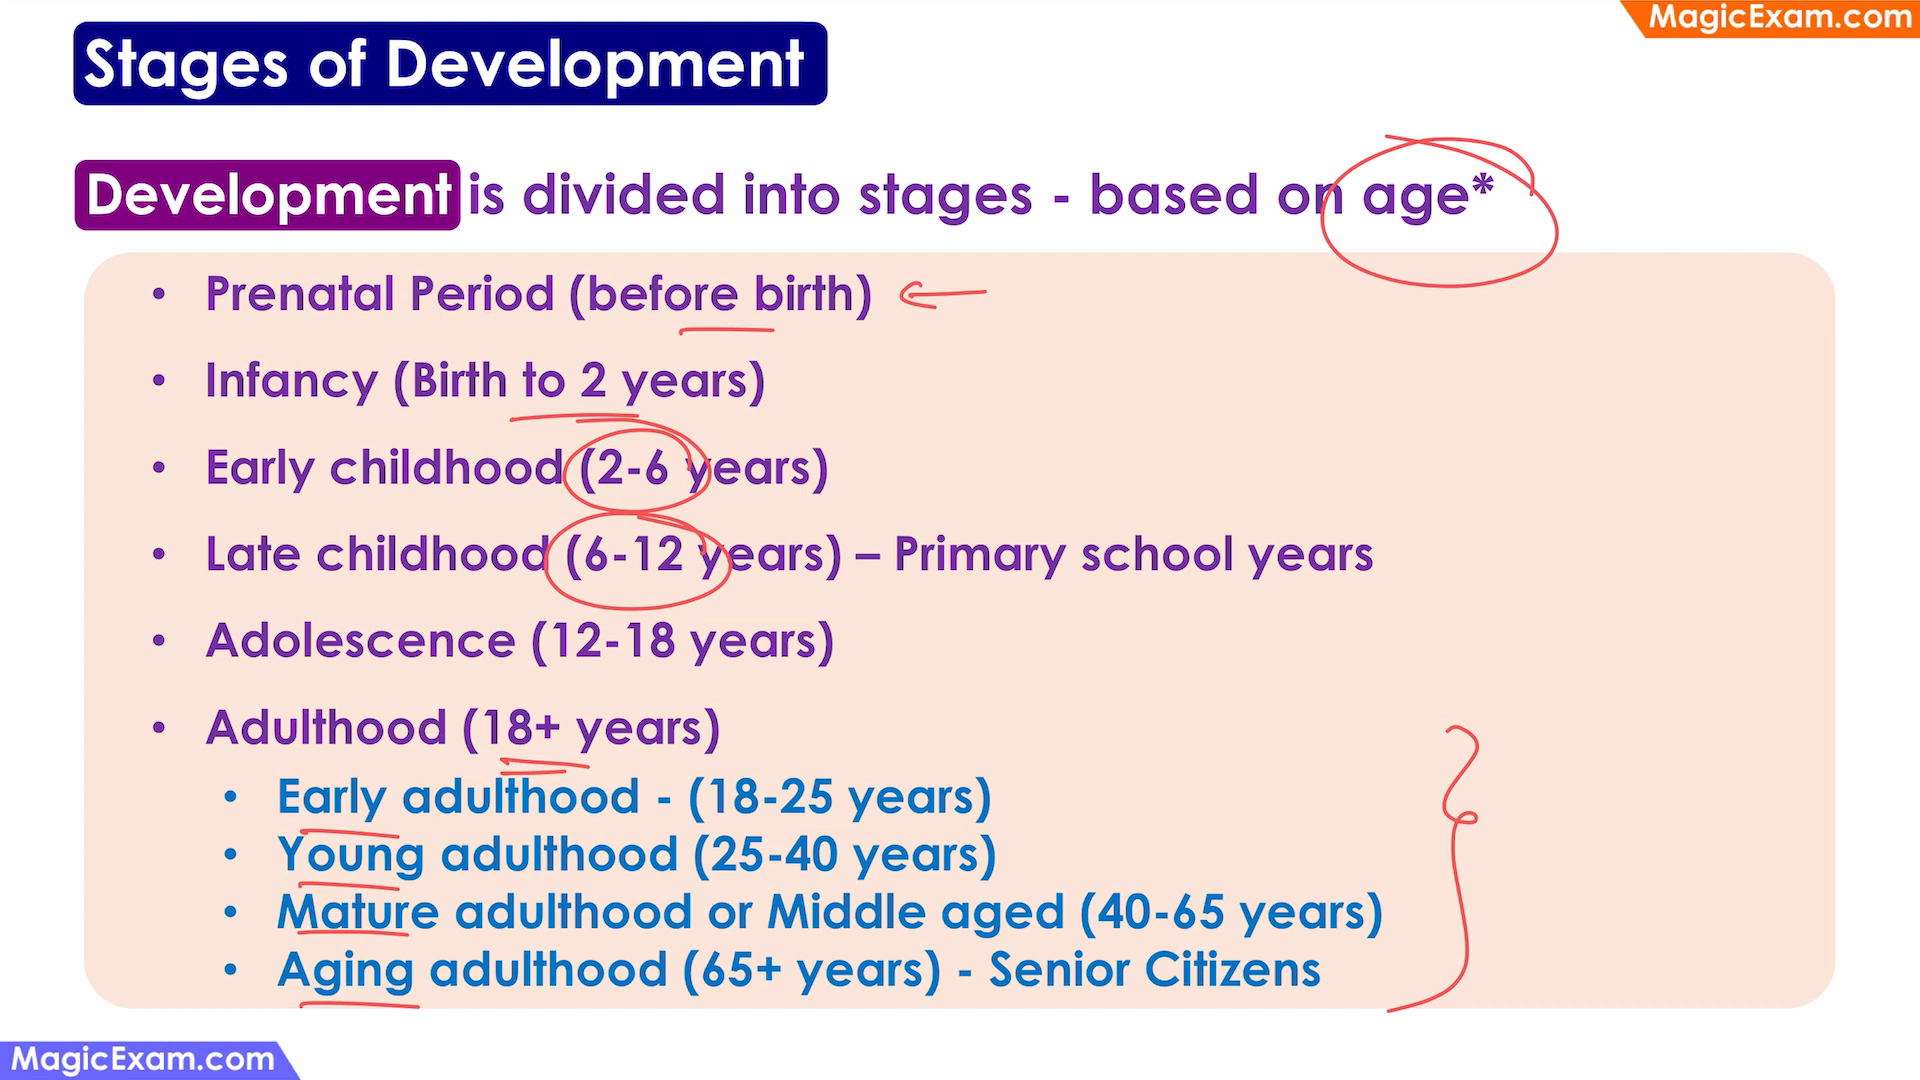 MagicExam.com
Stages of Development
Development is divided into stages - based on age*
• Prenatal Period (before birth)
• Infancy (Birth to 2 years)
• Early childhood (2-6 years)
• Late childhood (6-12 years) – Primary school years
• Adolescence (12-18 years)
• Adulthood (18+ years)
• Early adulthood - (18-25 years)
• Young adulthood (25-40 years)
• Mature adulthood or Middle aged (40-65 years)
• Aging adulthood (65+ years) - Senior Citizens
MagicExam.com